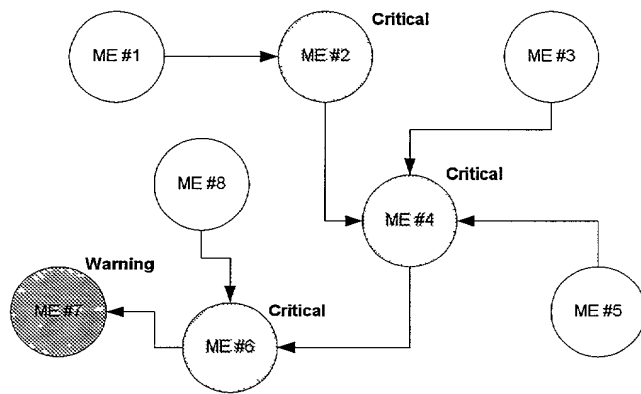 Critical
ME #1
ME #2
ME #3
Critical
ME #8
ME #4
Warning
ME #7
Critical
ME #5
ME #6